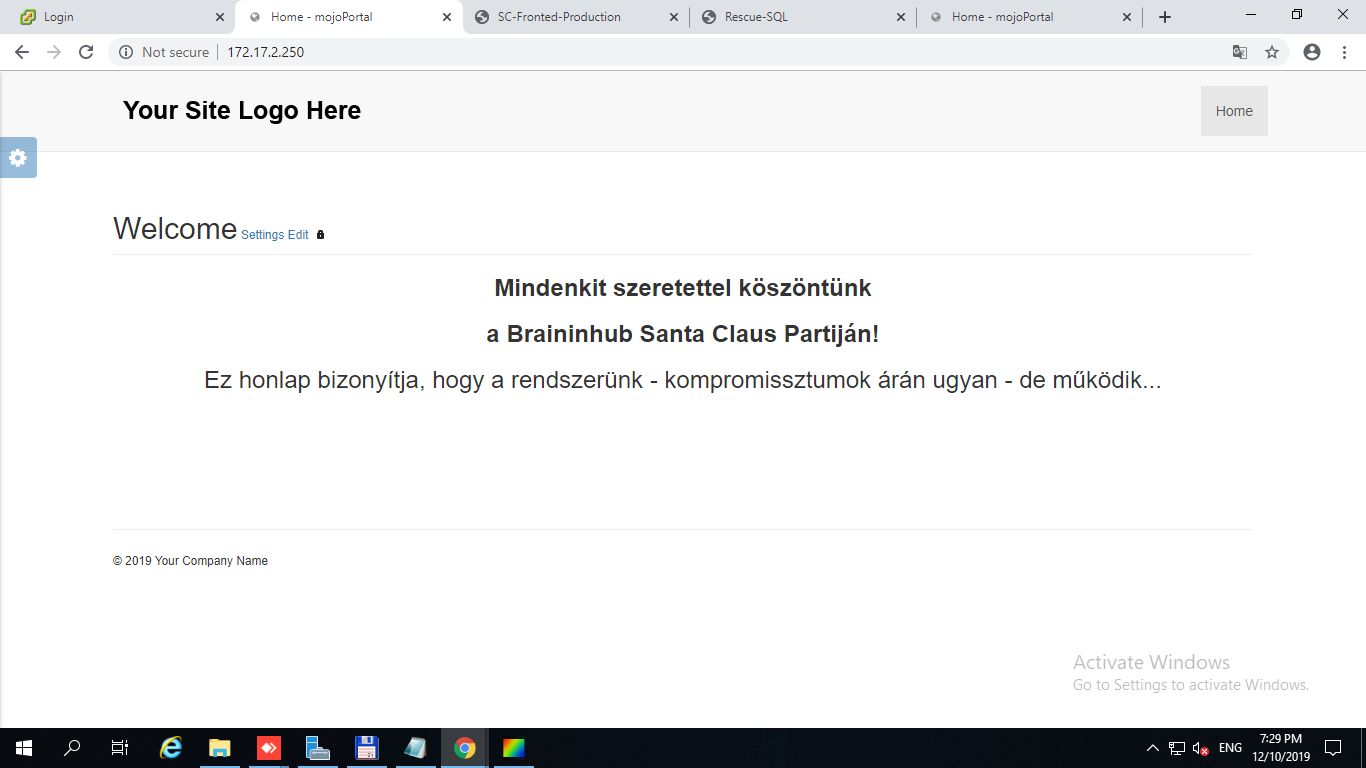 Login
Home - mojoPortal
SC-Fronted-Production
Rescue-SQL
Home - mojoPortal
Not secure
172.17.2.250
Your Site Logo Here
Home
Welcome Settings Edit
Mindenkit szeretettel köszöntünk
a Braininhub Santa Claus Partiján!
Ez honlap bizonyítja, hogy a rendszerünk - kompromissztumok árán ugyan - de működik...
© 2019 Your Company Name
Activate Windows
Go to Settings to activate Windows.
ENG
7:29 PM
12/10/2019